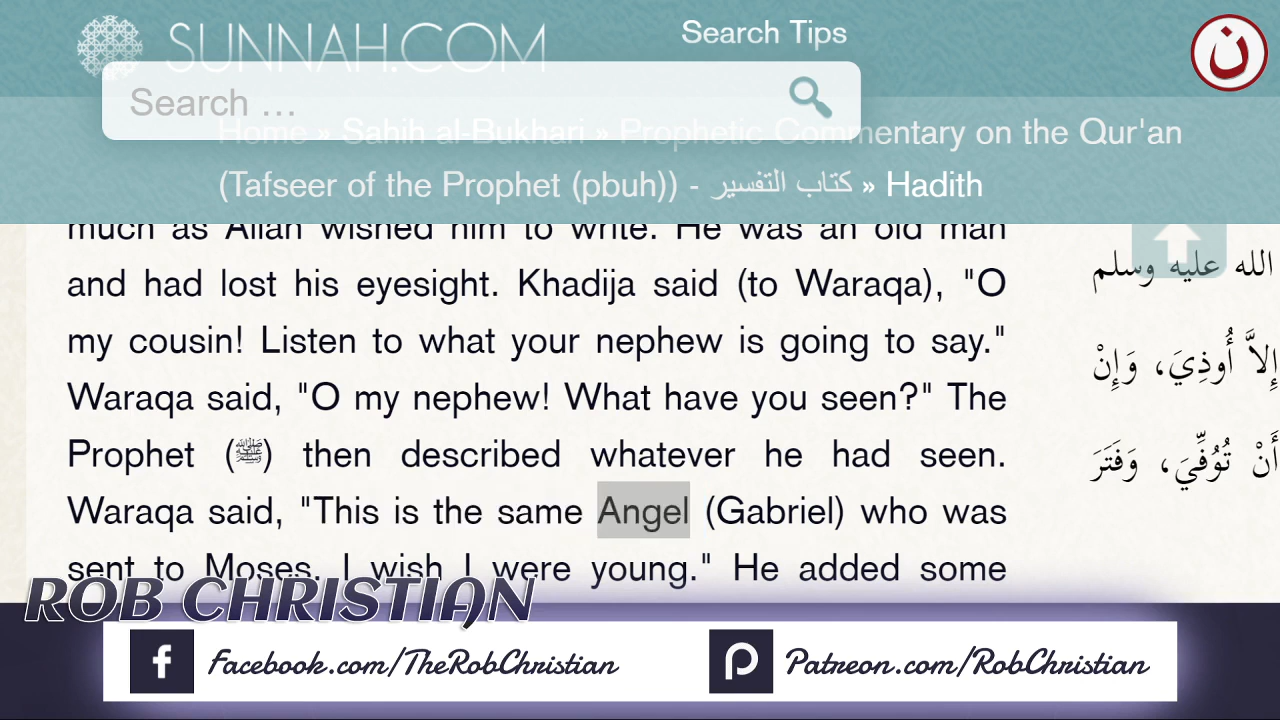 SUNNAH.COM
Search Tips
ن
Search ...
Home » Sahih al-Bukhari » Prophetic Commentary on the Qur'an
(Tafseer of the Prophet (pbuh)) - كتاب التفسير » Hadith
much as Allah wished him to write. He was an old man
and had lost his eyesight. Khadija said (to Waraqa), "O
my cousin! Listen to what your nephew is going to say."
Waraqa said, "O my nephew! What have you seen?" The
Prophet (ﷺ) then described whatever he had seen.
Waraqa said, "This is the same Angel (Gabriel) who was
sent to Moses. I wish I were young." He added some
الله عليه وسلم
إِلاَّ أُوذِيَ، وَإِنْ
أَنْ تُوُفِّيَ، وَفَتَرَ
ROB CHRISTIAN
f Facebook.com/TheRobChristian
Patreon.com/RobChristian